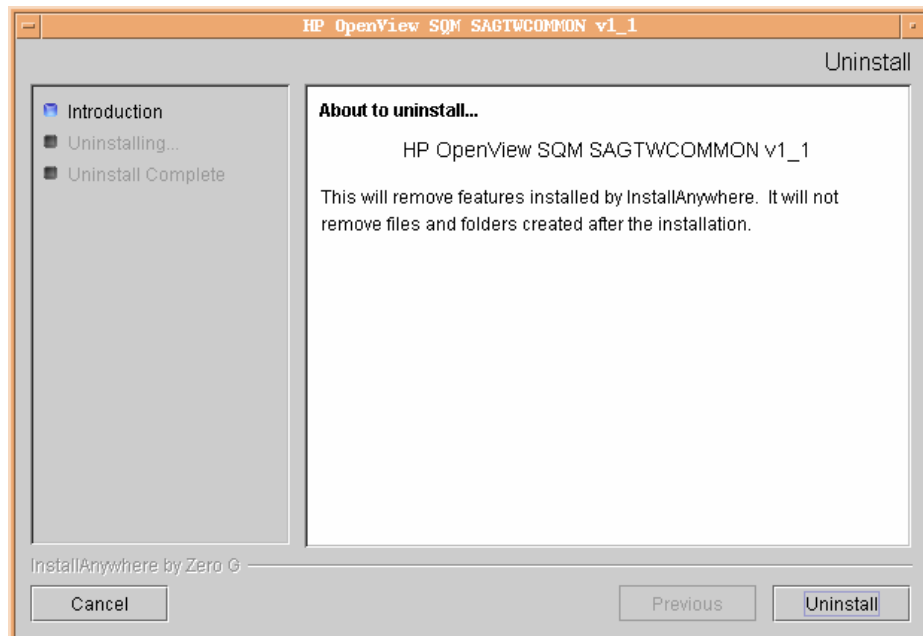 HP OpenView SQM SAGTWCOMMON v1_1
Uninstall
Introduction
Uninstalling...
Uninstall Complete
About to uninstall...
HP OpenView SQM SAGTWCOMMON v1_1
This will remove features installed by InstallAnywhere.  It will not
remove files and folders created after the installation.
InstallAnywhere by Zero G
Cancel
Previous
Uninstall